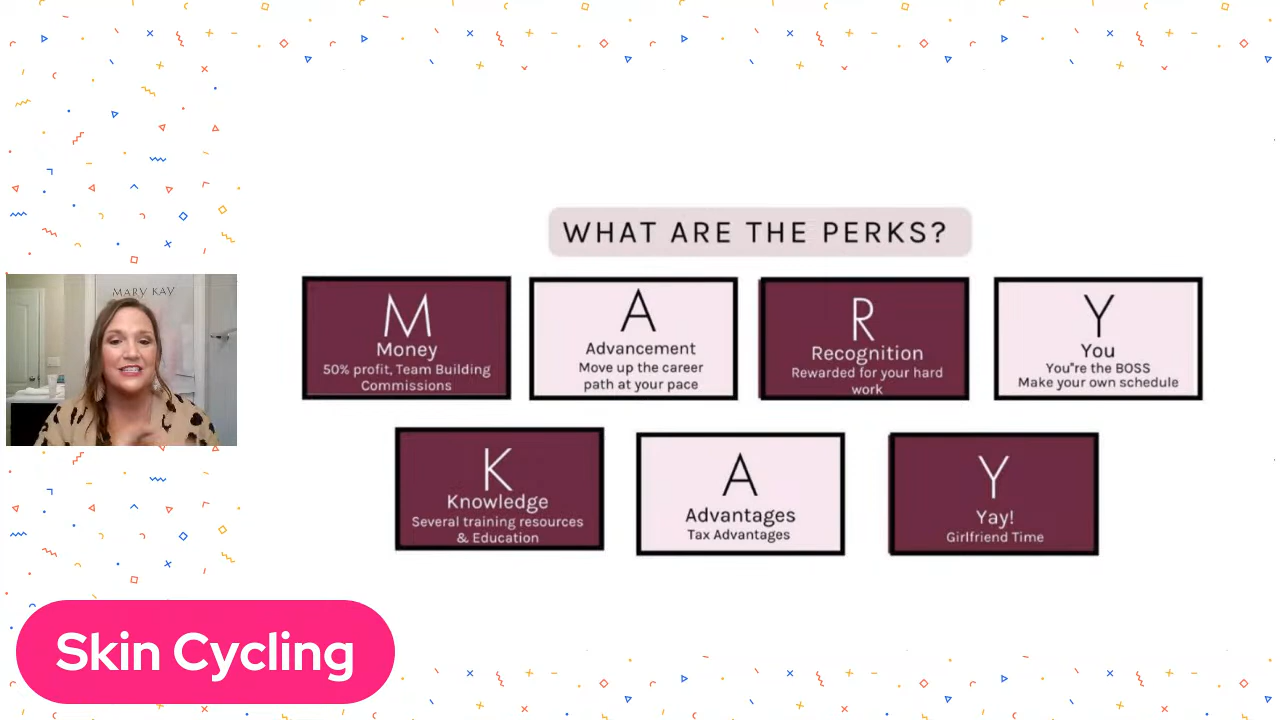 WHAT ARE THE PERKS?
M
Money
50% profit, Team Building
Commissions
A
Advancement
Move up the career
path at your pace
R
Recognition
Rewarded for your hard
work
Y
You
You"re the BOSS
Make your own schedule
MARY KAY
K
Knowledge
Several training resources
& Education
A
Advantages
Tax Advantages
Y
Yay!
Girlfriend Time
Skin Cycling